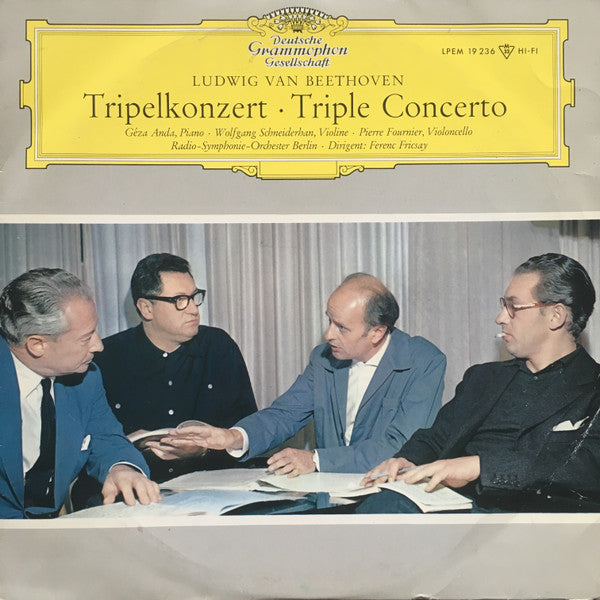 Deutsche
Grammophon
Gesellschaft
LPEM 19 236 HI-FI
LUDWIG VAN BEETHOVEN
Tripelkonzert · Triple Concerto
Géza Anda, Piano · Wolfgang Schneiderhan, Violine · Pierre Fournier, Violoncello
Radio-Symphonie-Orchester Berlin · Dirigent: Ferenc Fricsay